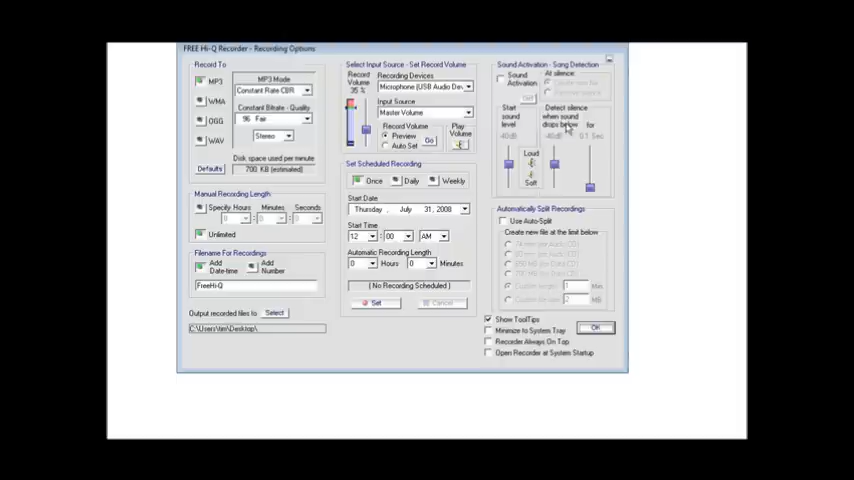 FREE Hi-Q Recorder - Recording Options
Record To
MP3
WMA
OGG
WAV
MP3 Mode
Constant Rate CBR
Constant Bitrate - Quality
96 Fair
Stereo
Disk space used per minute
700 KB (estimated)
Defaults
Manual Recording Length
Specify Hours Minutes Seconds
0 : 0 : 0
Unlimited
Filename For Recordings
Add Date-time
Add Number
FreeHi-Q
Output recorded files to Select
C:\Users\tim\Desktop\
Select Input Source - Set Record Volume
Record Volume
35 %
Recording Devices
Microphone (USB Audio Dev
Input Source
Master Volume
Record Volume
Preview
Auto Set
Go
Play Volume
Set Scheduled Recording
Once Daily Weekly
Start Date
Thursday , July 31, 2008
Start Time
12 : 00 AM
Automatic Recording Length
0 Hours 0 Minutes
( No Recording Scheduled )
Set Cancel
Sound Activation - Song Detection
Sound Activation
At silence:
Start sound level
-40dB
Loud
Soft
Detect silence when sound drops below for
-40dB 0.1 Sec
Automatically Split Recordings
Use Auto-Split
Create new file at the limit below
1 Min
2 MB
Show ToolTips
Minimize to System Tray
Recorder Always On Top
Open Recorder at System Startup
OK